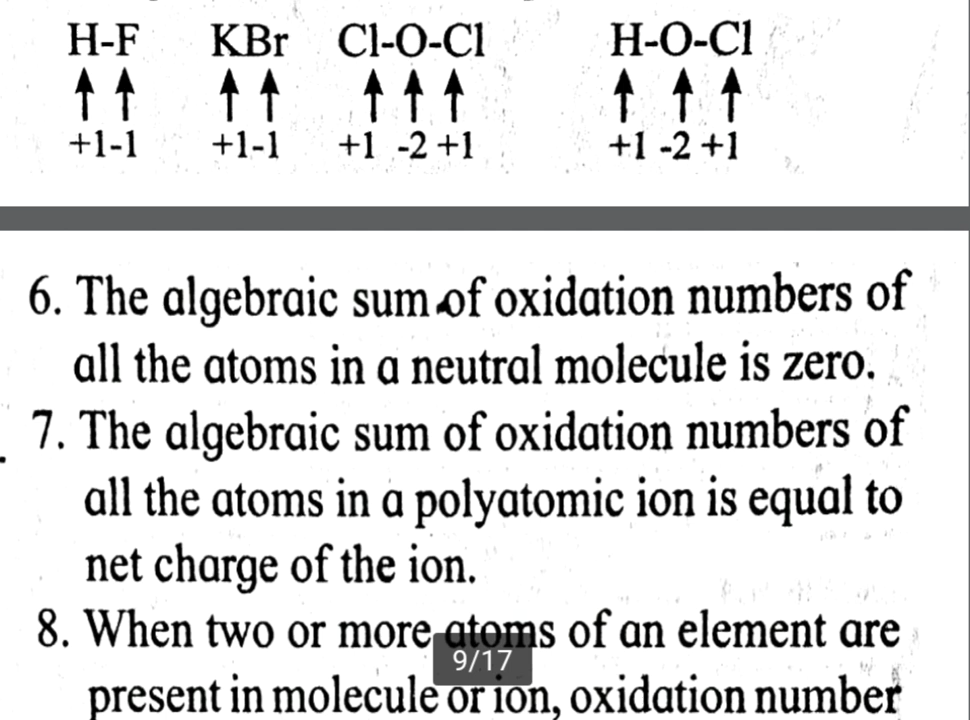 H-F KBr Cl-O-Cl H-O-Cl
+1-1 +1-1 +1 -2 +1 +1 -2 +1
6. The algebraic sum of oxidation numbers of
all the atoms in a neutral molecule is zero.
7. The algebraic sum of oxidation numbers of
all the atoms in a polyatomic ion is equal to
net charge of the ion.
8. When two or more atoms of an element are
9/17
present in molecule or ion, oxidation number